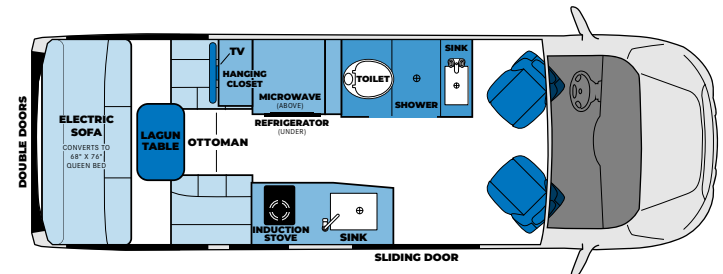 DOUBLE DOORS
ELECTRIC
SOFA
CONVERTS TO
68" X 76"
QUEEN BED
LAGUN
TABLE
OTTOMAN
TV
HANGING
CLOSET
MICROWAVE
(ABOVE)
REFRIGERATOR
(UNDER)
TOILET
SHOWER
SINK
INDUCTION
STOVE
SINK
SLIDING DOOR